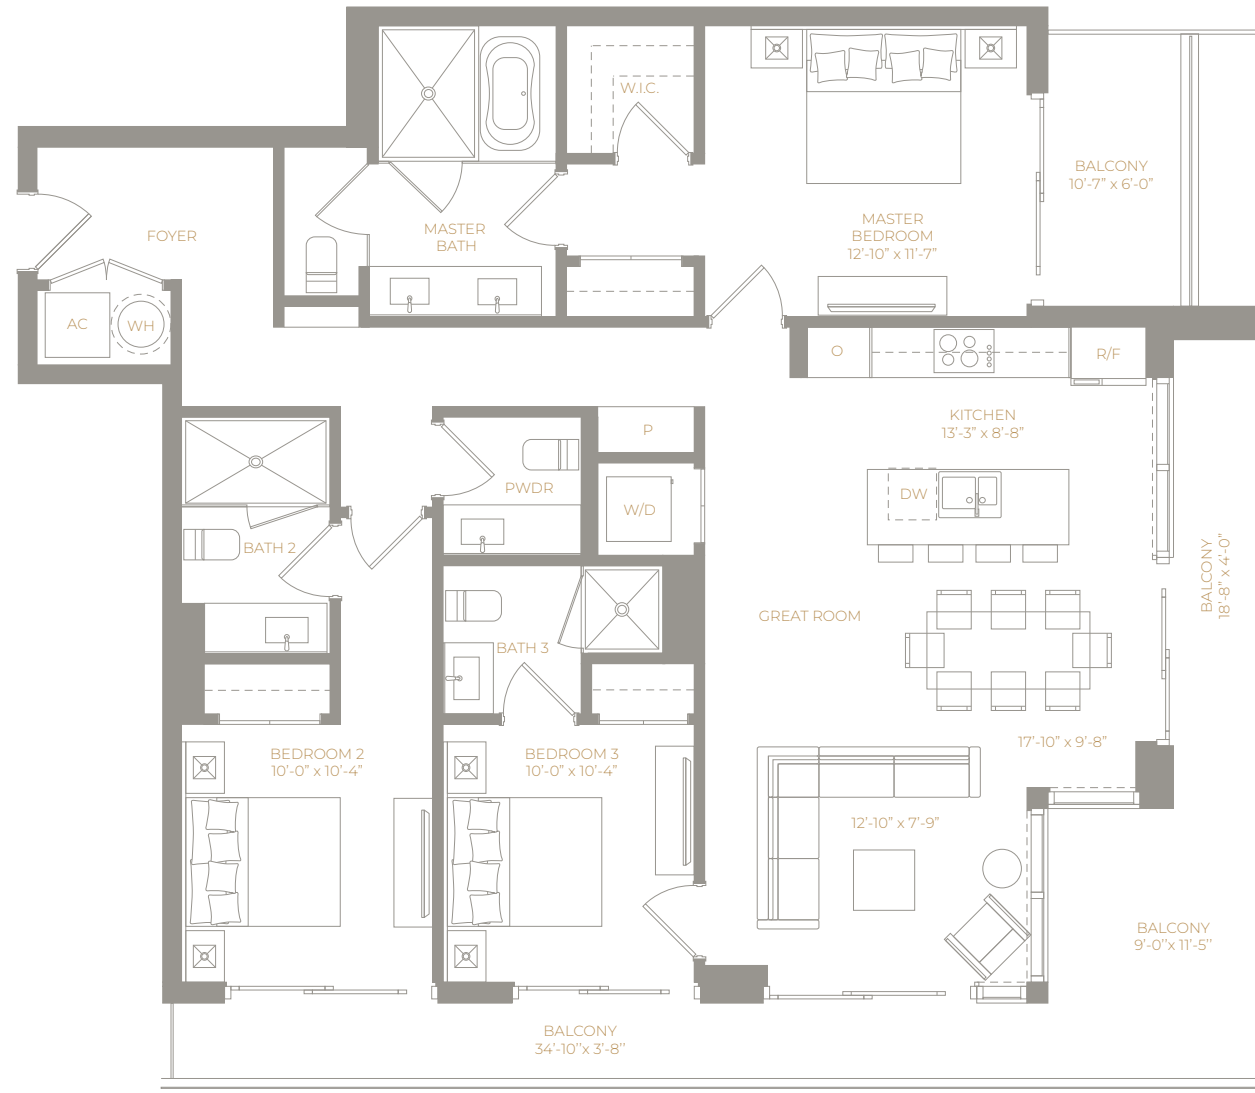 W.I.C.
BALCONY
10'-7” x 6'-0”
MASTER
BATH
MASTER
BEDROOM
12'-10” x 11'-7”
FOYER
AC
WH
O
R/F
KITCHEN
13'-3” x 8'-8”
P
PWDR
DW
W/D
BATH 2
BALCONY
18'-8” x 4'-0”
GREAT ROOM
BATH 3
17'-10” x 9'-8”
BEDROOM 2
10'-0” x 10'-4”
BEDROOM 3
10'-0” x 10'-4”
12'-10” x 7'-9”
BALCONY
9'-0''x 11'-5''
BALCONY
34'-10''x 3'-8''